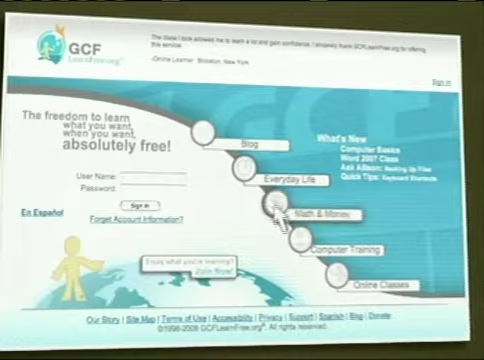 The class I took allowed me to learn a lot and gain confidence. I sincerely thank GCFLearnFree.org for offering
this service.
-Online Learner Brooklyn, New York
GCF
LearnFree.org
Sign In
The freedom to learn
what you want,
when you want,
absolutely free!
User Name:
Password:
Sign In
En Español
Forget Account Information?
Blog
Everyday Life
Math & Money
Computer Training
Online Classes
What's New
Computer Basics
Word 2007 Class
Ask Allison: Backing Up Files
Quick Tips: Keyboard Shortcuts
Enjoy what you're learning?
Join Now!
Our Story | Site Map | Terms of Use | Accessibility | Privacy | Support | Spanish | Blog | Donate
©1998-2008 GCFLearnFree.org®. All rights reserved.